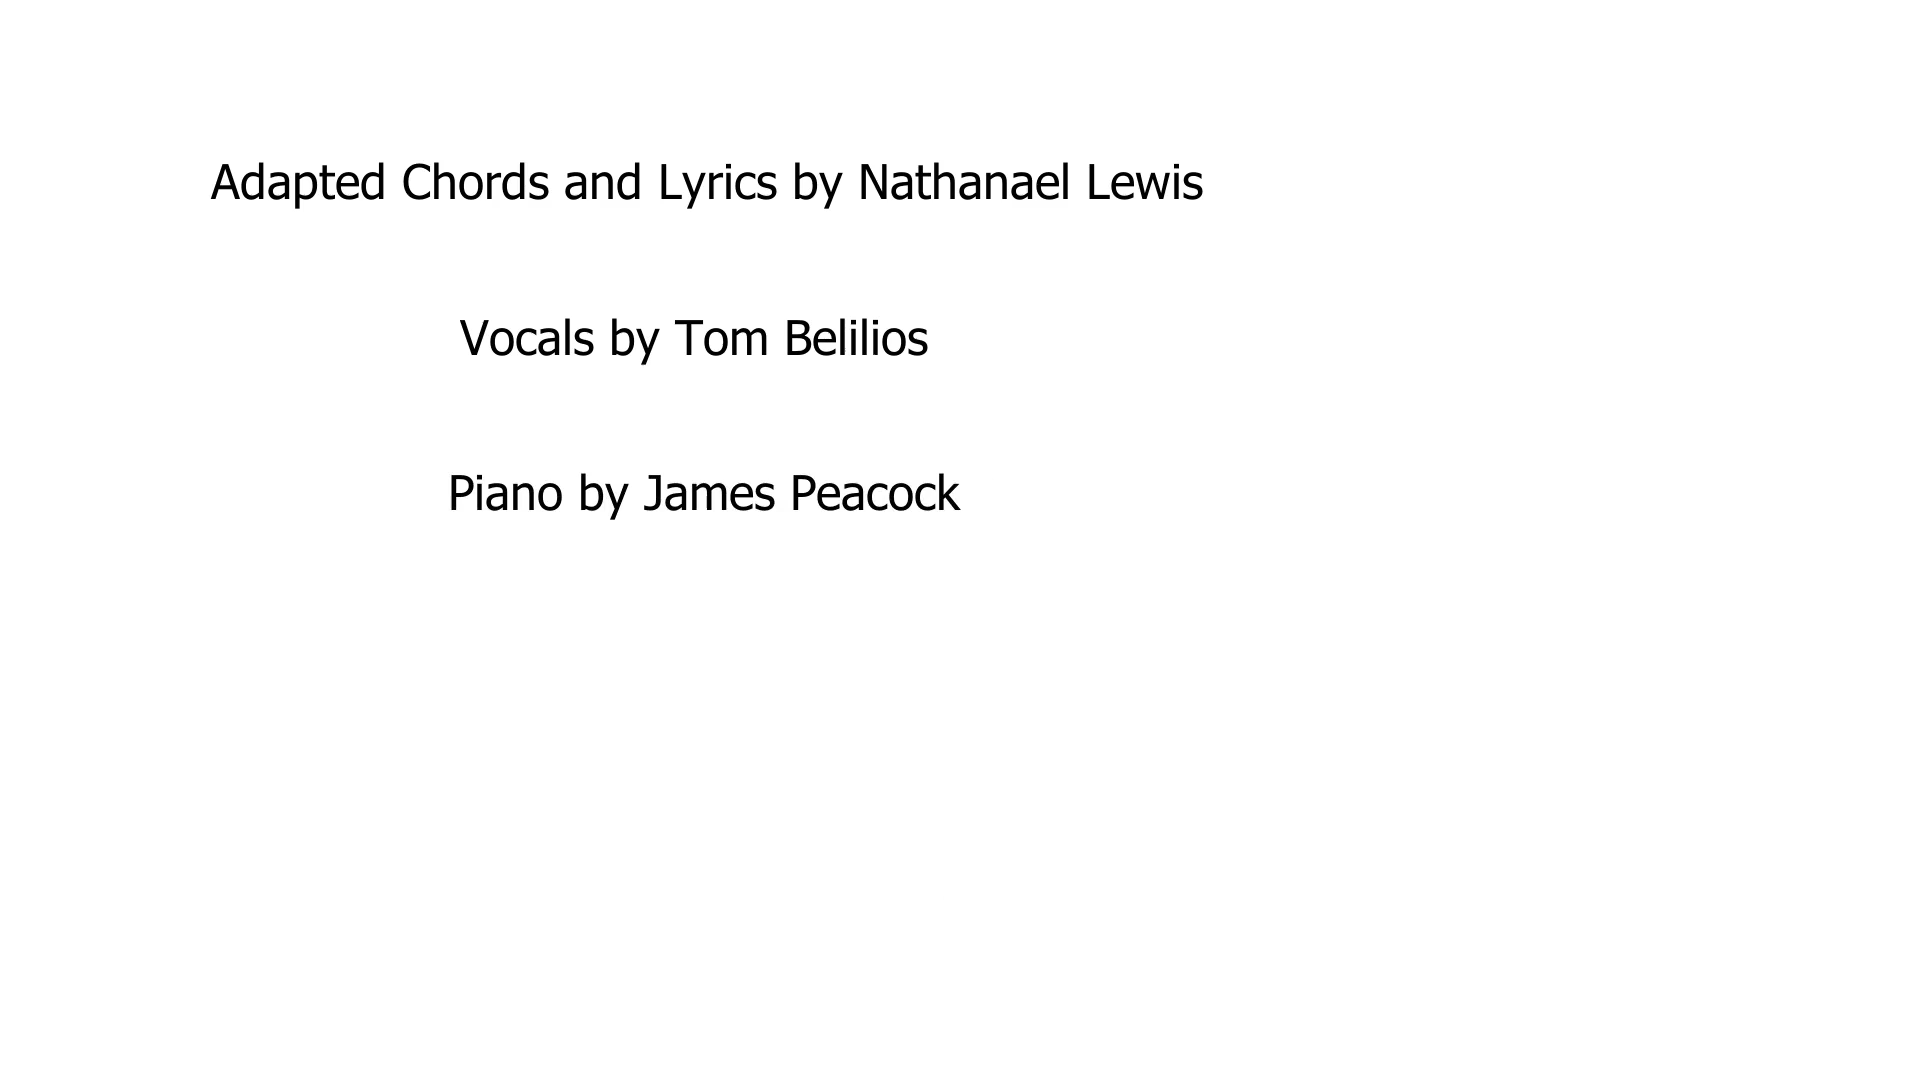 Adapted Chords and Lyrics by Nathanael Lewis
Vocals by Tom Belilios
Piano by James Peacock